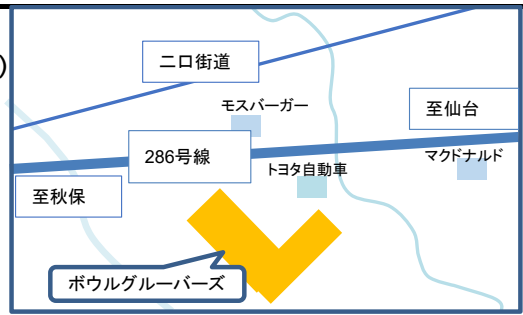 )
二口街道
モスバーガー
至仙台
286号線
マクドナルド
トヨタ自動車
至秋保
ボウルグルーバーズ